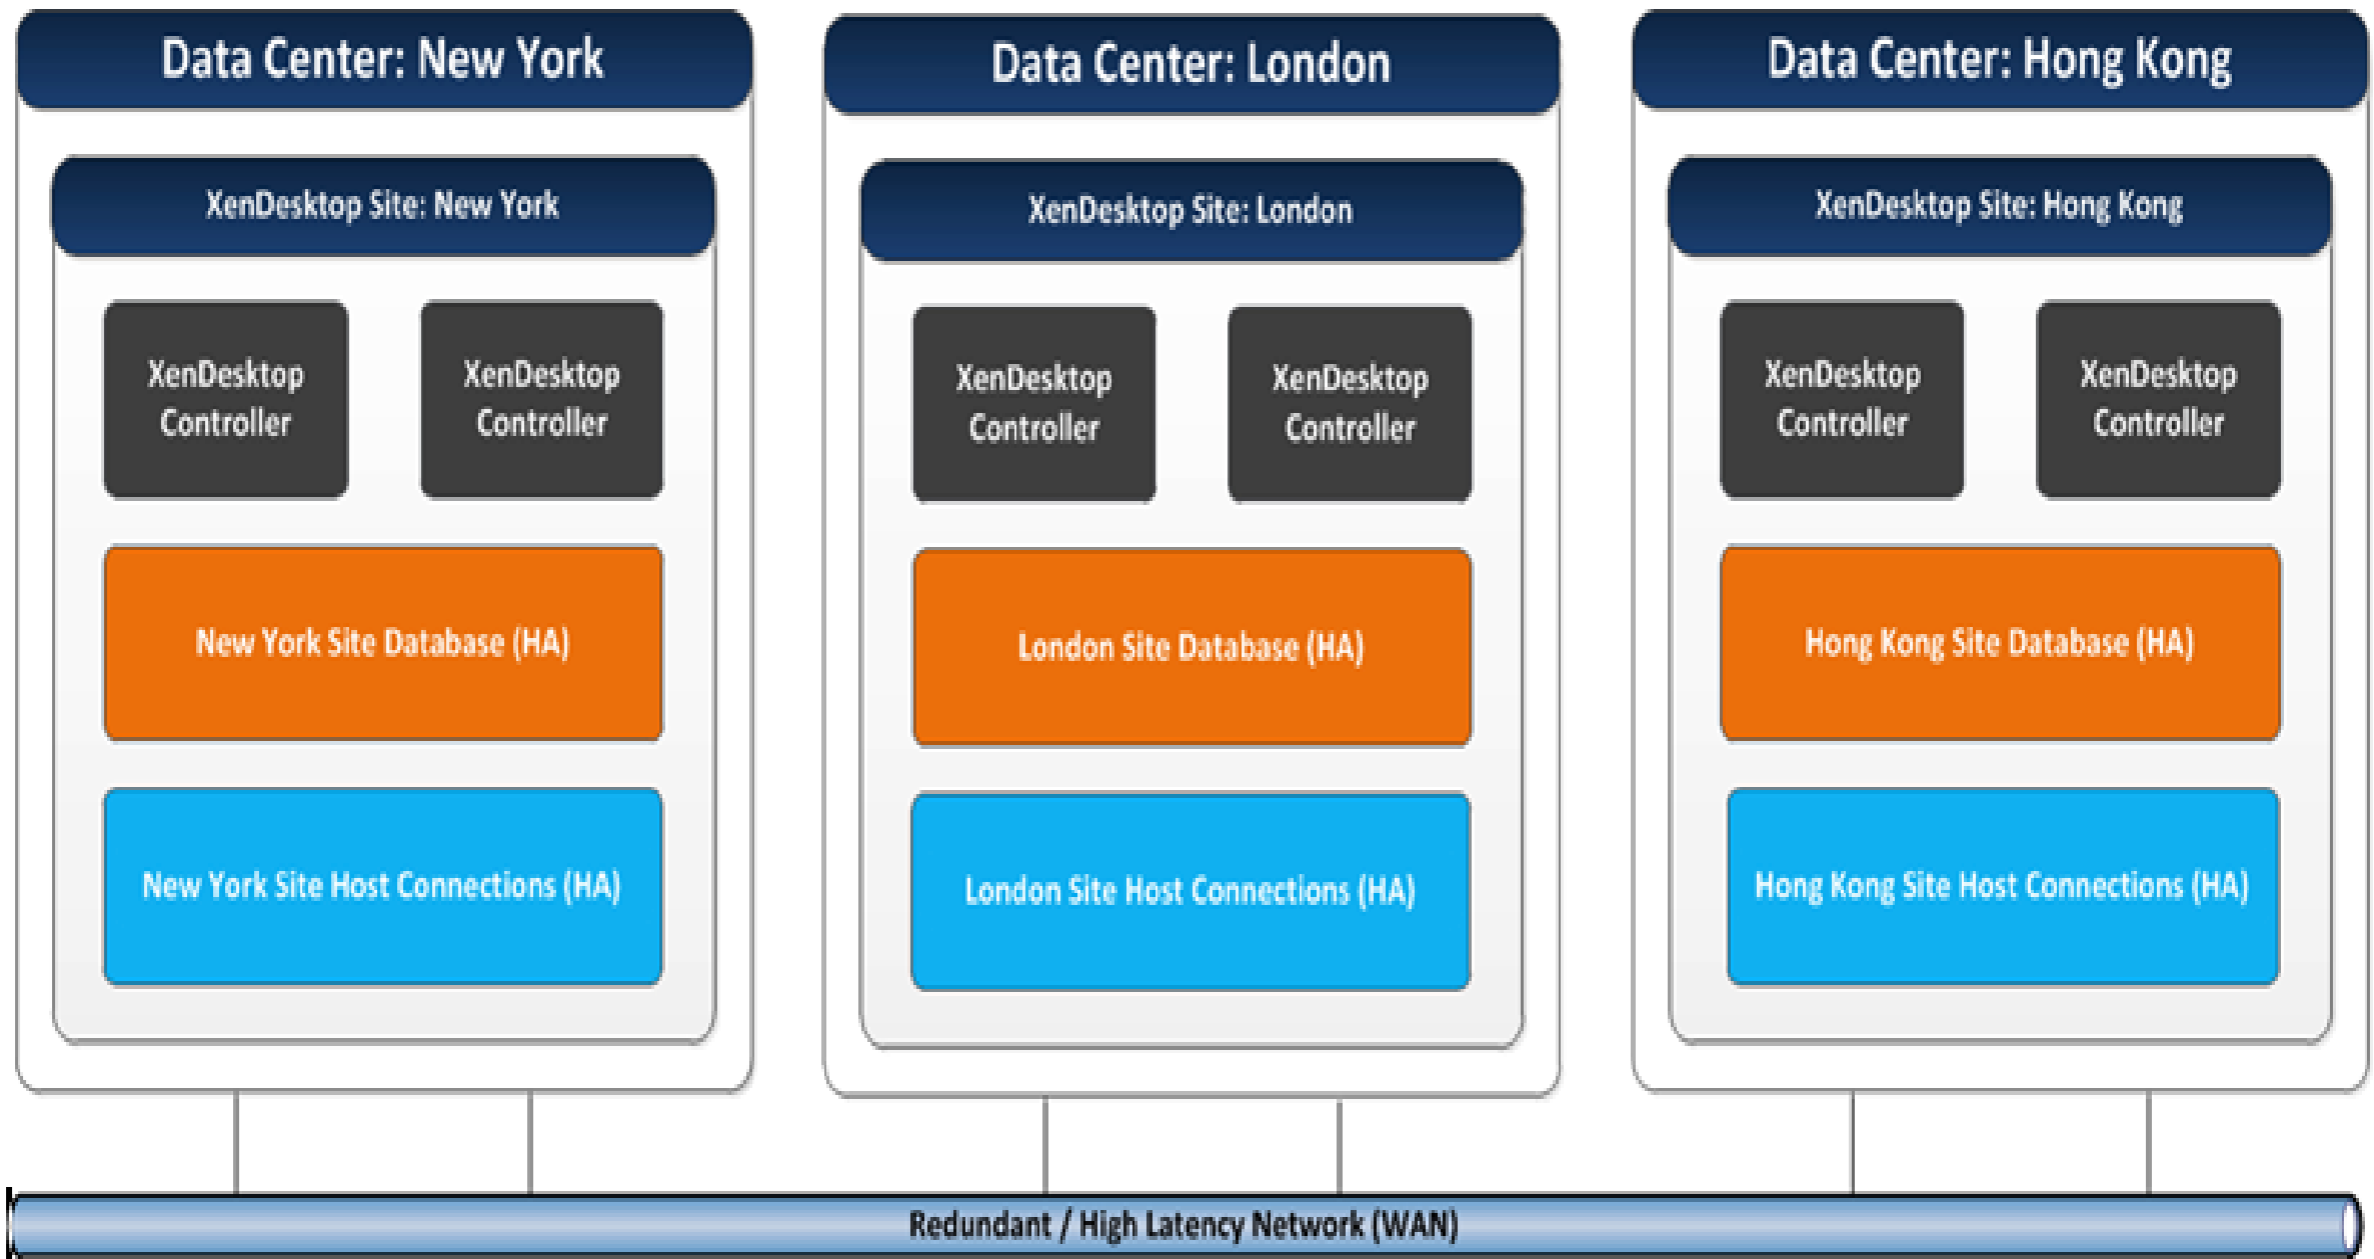 Data Center: New York
Data Center: London
Data Center: Hong Kong
XenDesktop Site: New York
XenDesktop Site: London
XenDesktop Site: Hong Kong
XenDesktop
Controller
XenDesktop
Controller
XenDesktop
Controller
XenDesktop
Controller
XenDesktop
Controller
XenDesktop
Controller
New York Site Database (HA)
London Site Database (HA)
Hong Kong Site Database (HA)
New York Site Host Connections (HA)
London Site Host Connections (HA)
Hong Kong Site Host Connections (HA)
Redundant / High Latency Network (WAN)